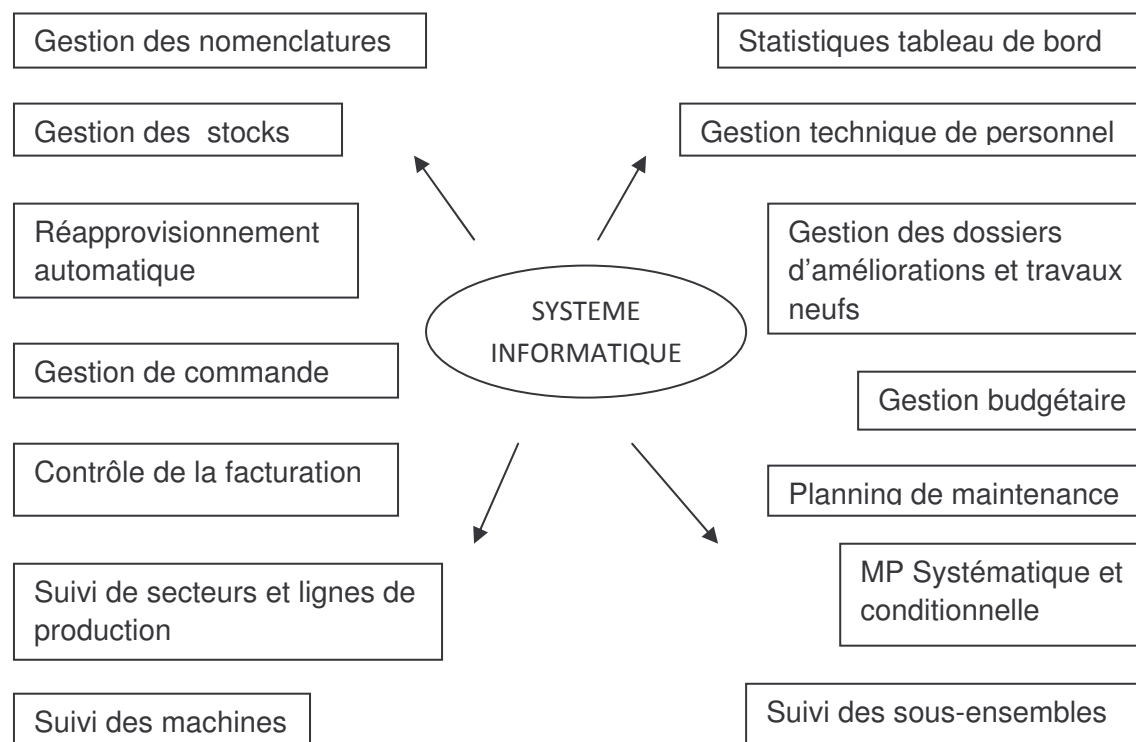 Gestion des nomenclatures
Gestion des stocks
Réapprovisionnement
automatique
Gestion de commande
Contrôle de la facturation
Suivi de secteurs et lignes de
production
Suivi des machines
SYSTEME
INFORMATIQUE
Statistiques tableau de bord
Gestion technique de personnel
Gestion des dossiers
d’améliorations et travaux
neufs
Gestion budgétaire
Planning de maintenance
MP Systématique et
conditionnelle
Suivi des sous-ensembles